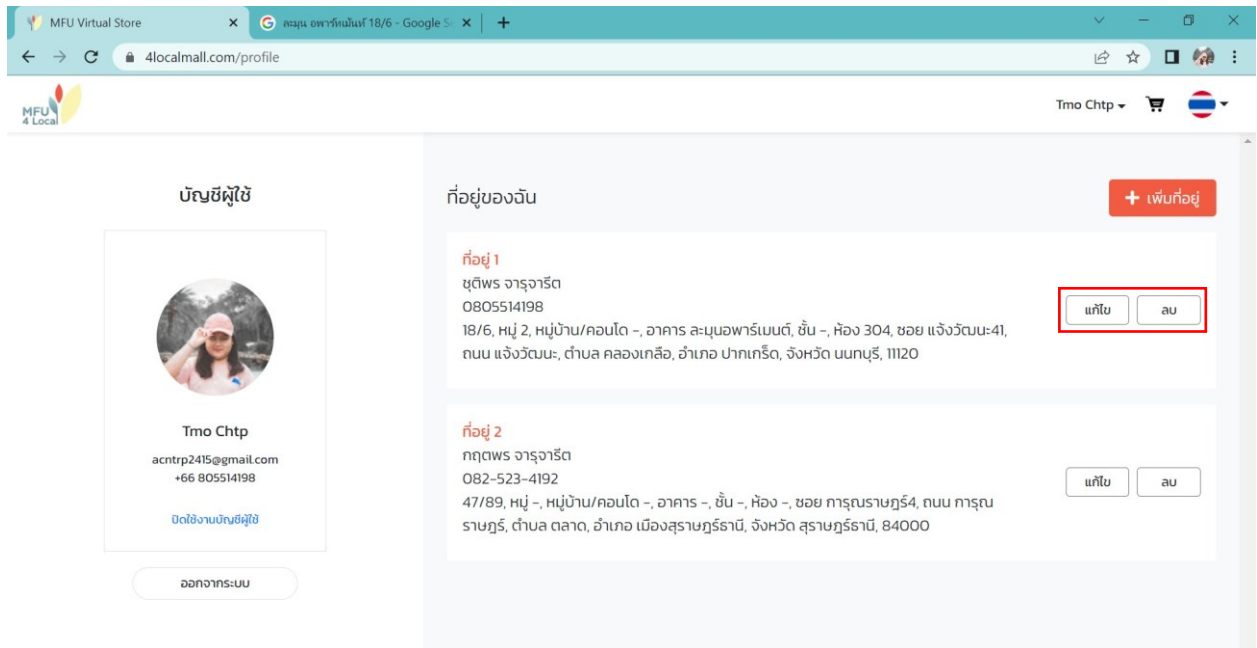 MFU Virtual Store
ละมุน อพาร์ทเม้นท์ 18/6 - Google S
4localmall.com/profile
MFU
4 Local
Tmo Chtp
บัญชีผู้ใช้
Tmo Chtp
acntrp2415@gmail.com
+66 805514198
ปิดใช้งานบัญชีผู้ใช้
ออกจากระบบ
ที่อยู่ของฉัน
+ เพิ่มที่อยู่
ที่อยู่ 1
ชุติพร จารุจารีต
0805514198
18/6, หมู่ 2, หมู่บ้าน/คอนโด -, อาคาร ละมุนอพาร์เมนต์, ชั้น -, ห้อง 304, ซอย แจ้งวัฒนะ41,
ถนน แจ้งวัฒนะ, ตำบล คลองเกลือ, อำเภอ ปากเกร็ด, จังหวัด นนทบุรี, 11120
แก้ไข ลบ
ที่อยู่ 2
กฤตพร จารุจารีต
082-523-4192
47/89, หมู่ -, หมู่บ้าน/คอนโด -, อาคาร -, ชั้น -, ห้อง -, ซอย การุณราษฎร์4, ถนน การุณ
ราษฎร์, ตำบล ตลาด, อำเภอ เมืองสุราษฎร์ธานี, จังหวัด สุราษฎร์ธานี, 84000
แก้ไข ลบ